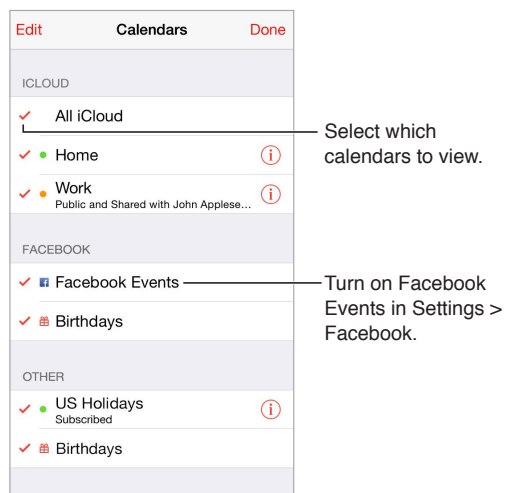 Edit Calendars Done
ICLOUD
All iCloud
Select which
calendars to view.
Home
Work
Public and Shared with John Applese...
FACEBOOK
Facebook Events
Turn on Facebook
Events in Settings >
Facebook.
Birthdays
OTHER
US Holidays
Subscribed
Birthdays